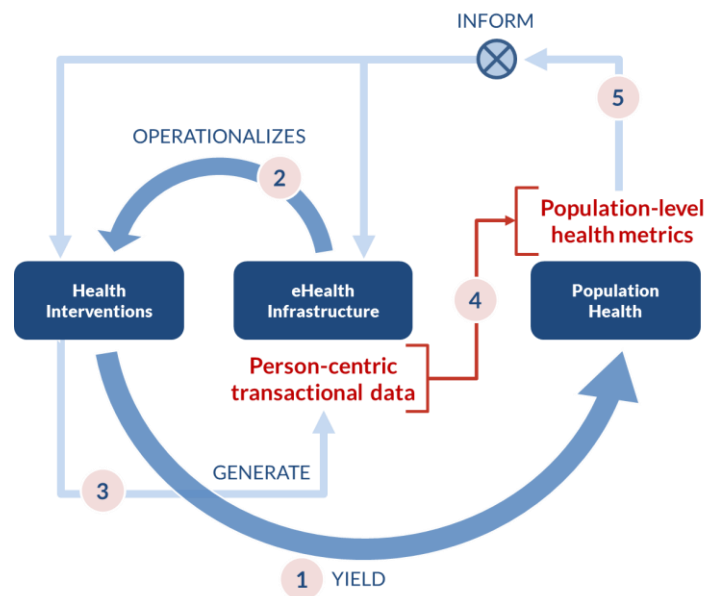 INFORM
5
OPERATIONALIZES
2
Population-level
health metrics
Health
Interventions
eHealth
Infrastructure
4
Population
Health
Person-centric
transactional data
3
GENERATE
1
YIELD